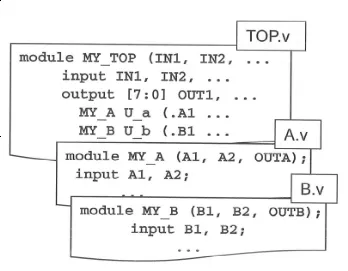 TOP.v
module MY_TOP (IN1, IN2, ...
input IN1, IN2, ...
output [7:0] OUT1, ...
MY_A U_a (.A1 ...
MY_B U_b (.B1 ...
A.v
module MY_A (A1, A2, OUTA);
input A1, A2;
...
B.v
module MY_B (B1, B2, OUTB);
input B1, B2;
...